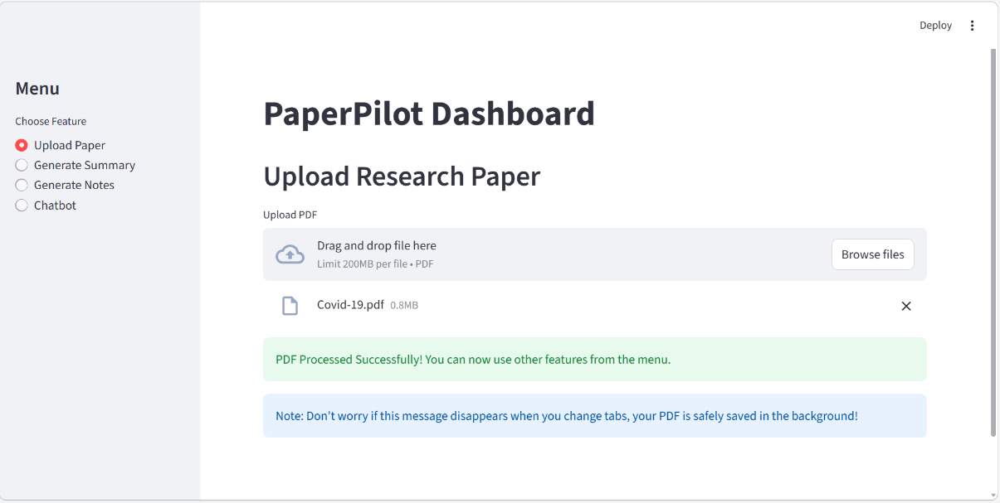 Deploy
Menu
Choose Feature
Upload Paper
Generate Summary
Generate Notes
Chatbot
PaperPilot Dashboard
Upload Research Paper
Upload PDF
Drag and drop file here
Limit 200MB per file • PDF
Browse files
Covid-19.pdf 0.8MB
PDF Processed Successfully! You can now use other features from the menu.
Note: Don't worry if this message disappears when you change tabs, your PDF is safely saved in the background!